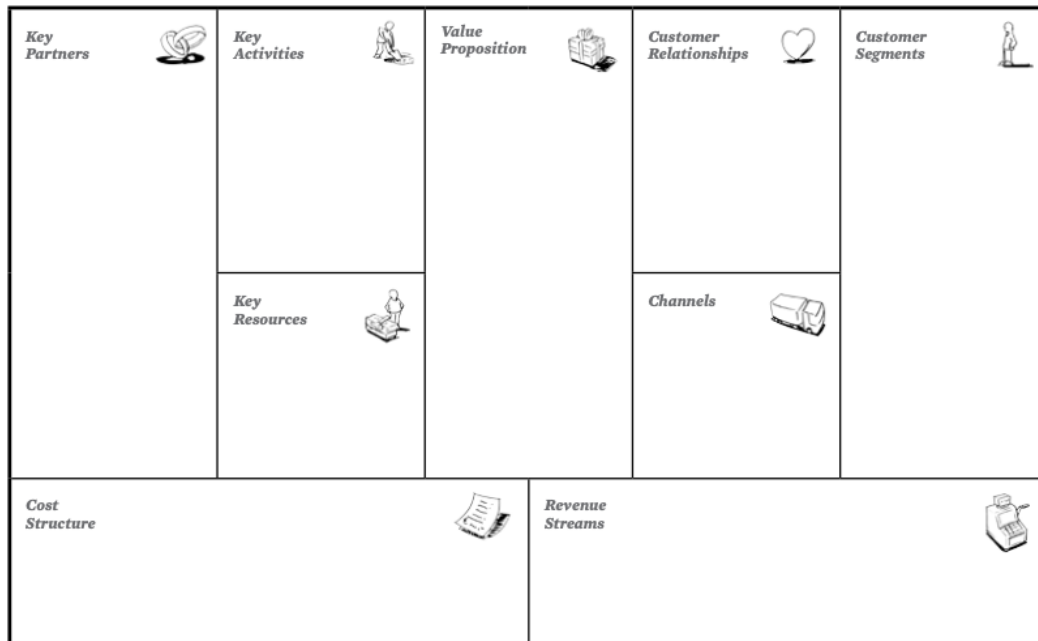 Key
Partners
Key
Activities
Value
Proposition
Customer
Relationships
Customer
Segments
Key
Resources
Channels
Cost
Structure
Revenue
Streams